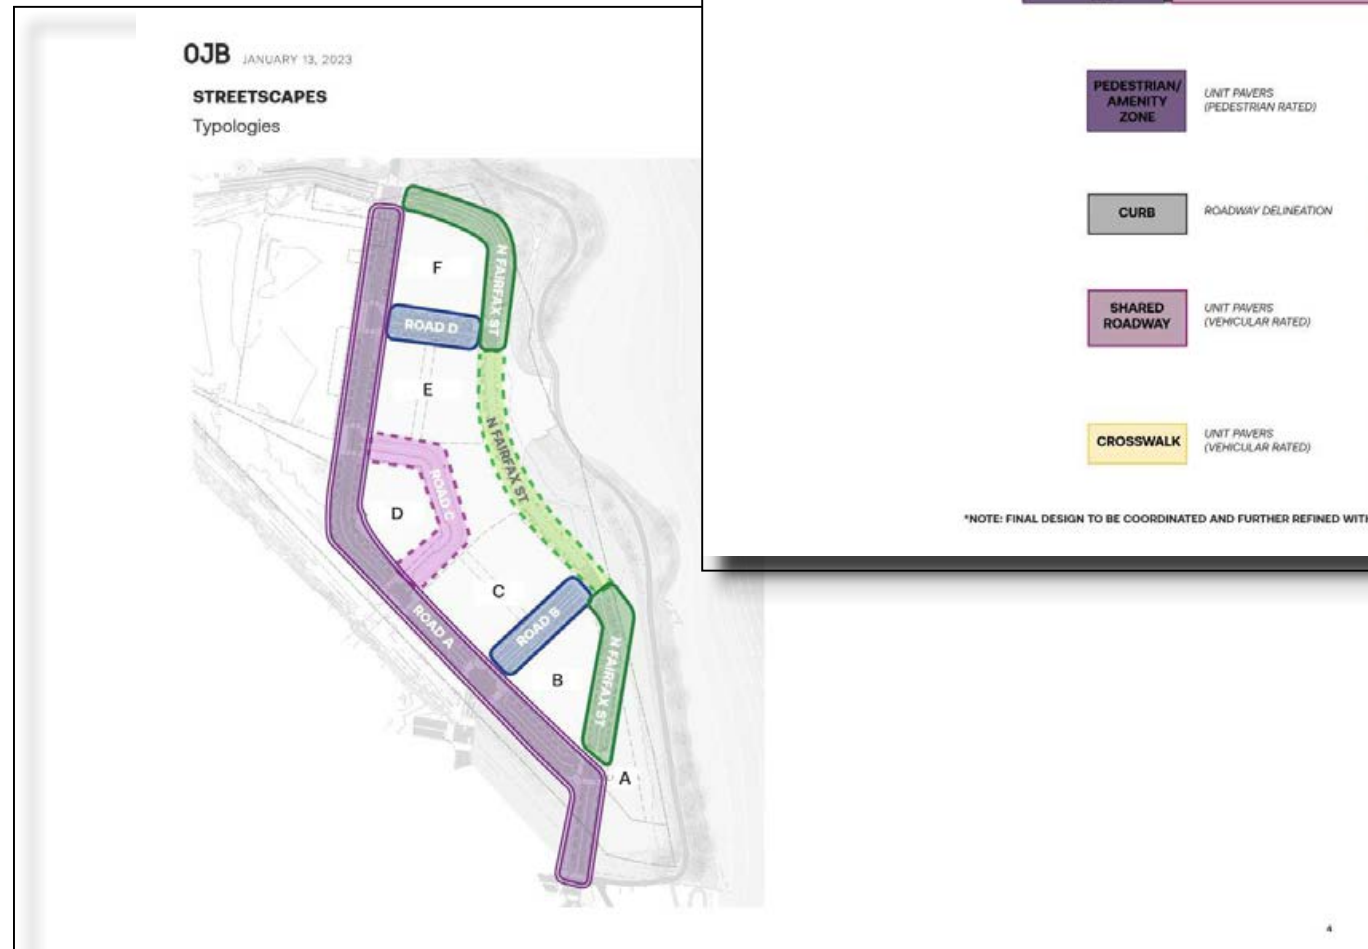 OJB JANUARY 13, 2023
STREETSCAPES
Typologies
F
N FAIRFAX ST
ROAD D
E
N FAIRFAX ST
ROAD C
D
C
ROAD B
ROAD A
N FAIRFAX ST
B
A
PEDESTRIAN/
AMENITY
ZONE
UNIT PAVERS
(PEDESTRIAN RATED)
CURB
ROADWAY DELINEATION
SHARED
ROADWAY
UNIT PAVERS
(VEHICULAR RATED)
CROSSWALK
UNIT PAVERS
(VEHICULAR RATED)
*NOTE: FINAL DESIGN TO BE COORDINATED AND FURTHER REFINED WITH
4